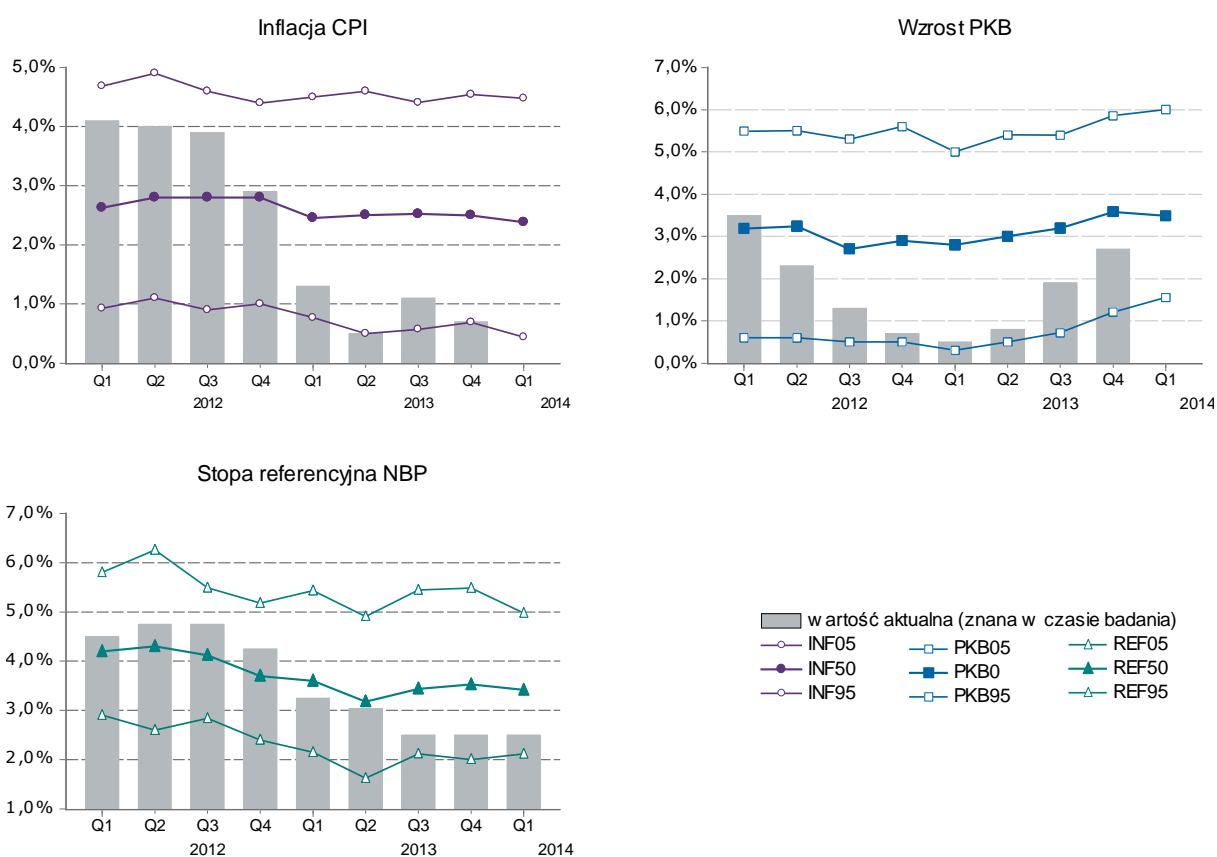 Inflacja CPI
5,0%
4,0%
3,0%
2,0%
1,0%
0,0%
Q1 Q2 Q3 Q4 Q1 Q2 Q3 Q4 Q1
2012 2013 2014
Wzrost PKB
7,0%
6,0%
5,0%
4,0%
3,0%
2,0%
1,0%
0,0%
Q1 Q2 Q3 Q4 Q1 Q2 Q3 Q4 Q1
2012 2013 2014
Stopa referencyjna NBP
7,0%
6,0%
5,0%
4,0%
3,0%
2,0%
1,0%
Q1 Q2 Q3 Q4 Q1 Q2 Q3 Q4 Q1
2012 2013 2014
wartość aktualna (znana w czasie badania)
INF05 PKB05 REF05
INF50 PKB0 REF50
INF95 PKB95 REF95